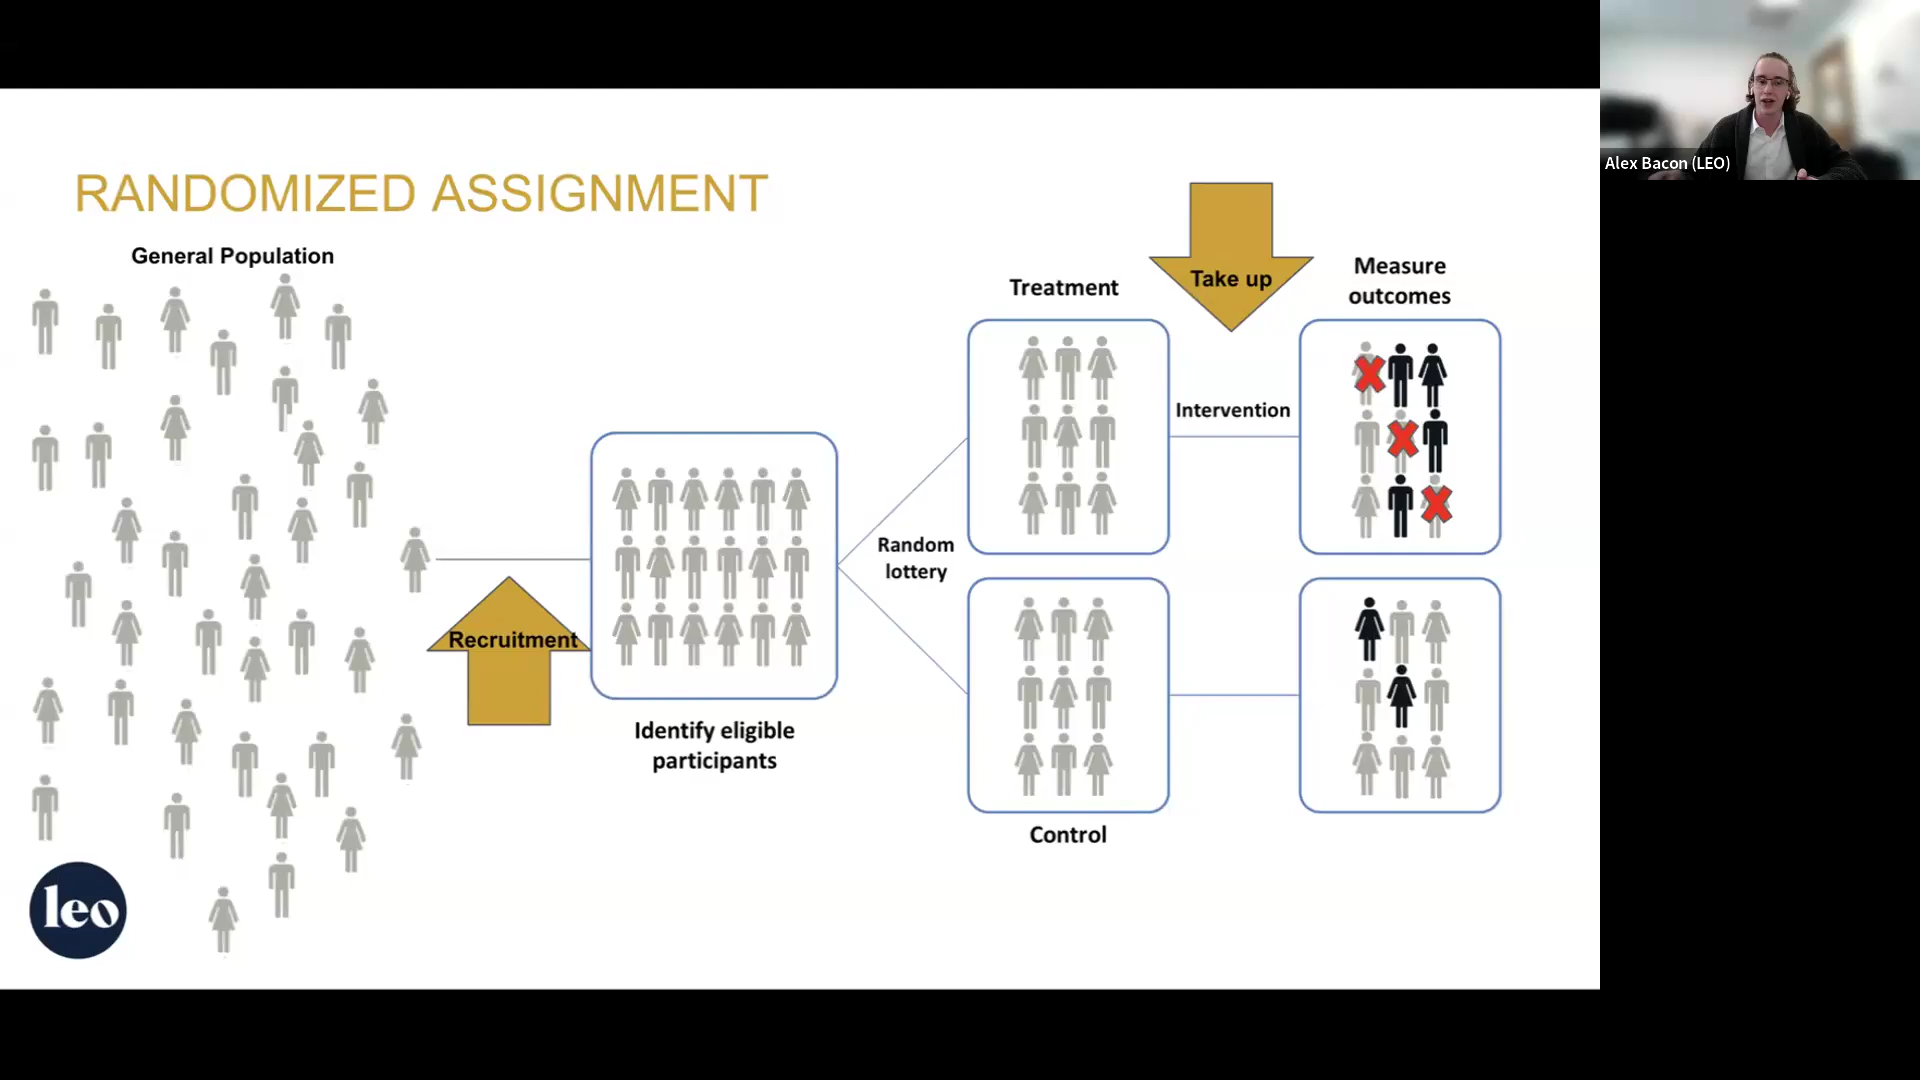 RANDOMIZED ASSIGNMENT
General Population
Recruitment
Identify eligible
participants
Random
lottery
Treatment
Control
Take up
Intervention
Measure
outcomes
leo
Alex Bacon (LEO)